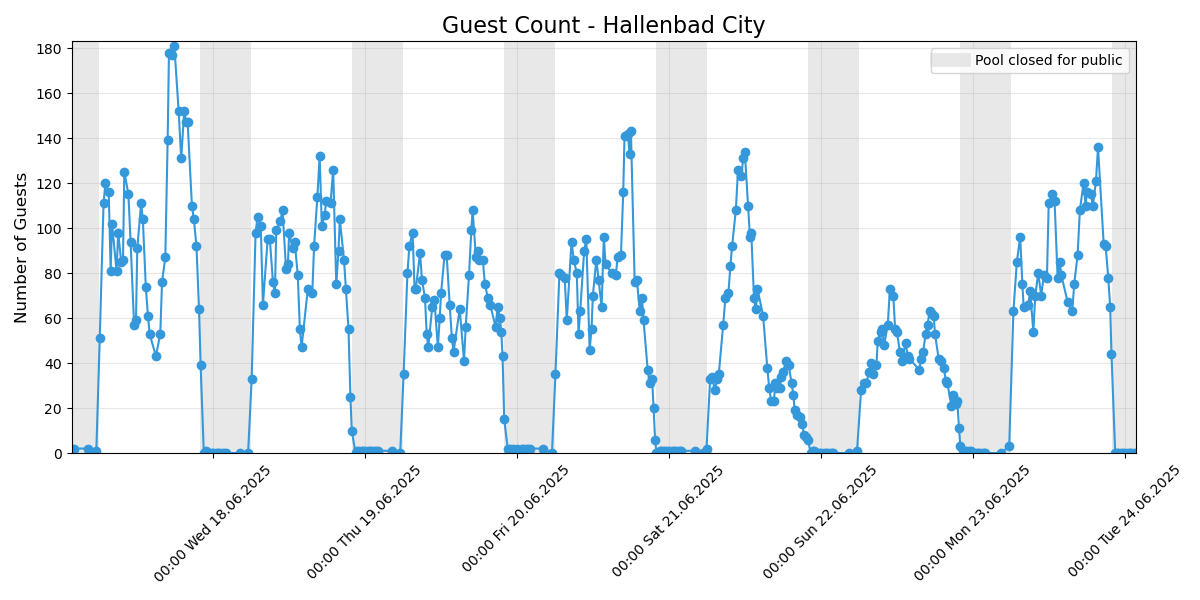 Guest Count - Hallenbad City
Pool closed for public
Number of Guests
180
160
140
120
100
80
60
40
20
0
00:00 Wed 18.06.2025
00:00 Thu 19.06.2025
00:00 Fri 20.06.2025
00:00 Sat 21.06.2025
00:00 Sun 22.06.2025
00:00 Mon 23.06.2025
00:00 Tue 24.06.2025